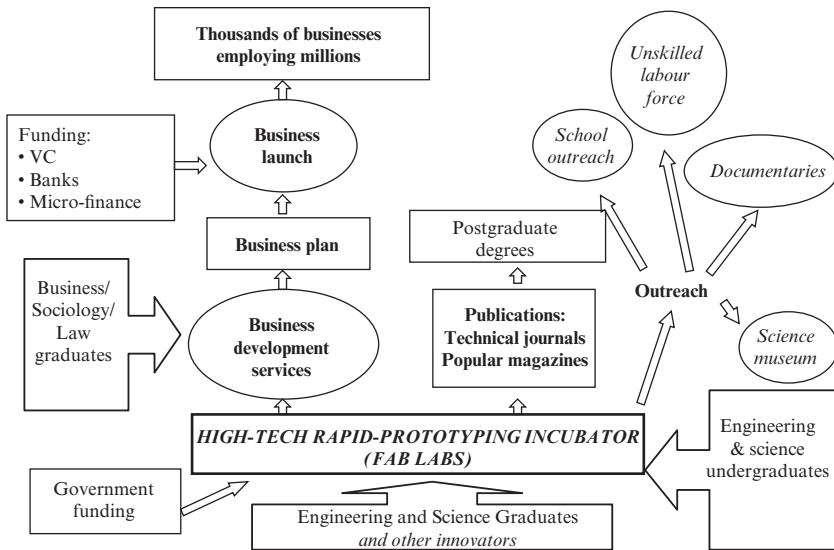 Thousands of businesses
employing millions
Unskilled
labour
force
Funding:
• VC
• Banks
• Micro-finance
Business
launch
School
outreach
Documentaries
Business plan
Postgraduate
degrees
Business/
Sociology/
Law
graduates
Business
development
services
Publications:
Technical journals
Popular magazines
Outreach
Science
museum
HIGH-TECH RAPID-PROTOTYPING INCUBATOR
(FAB LABS)
Engineering
& science
undergraduates
Government
funding
Engineering and Science Graduates
and other innovators